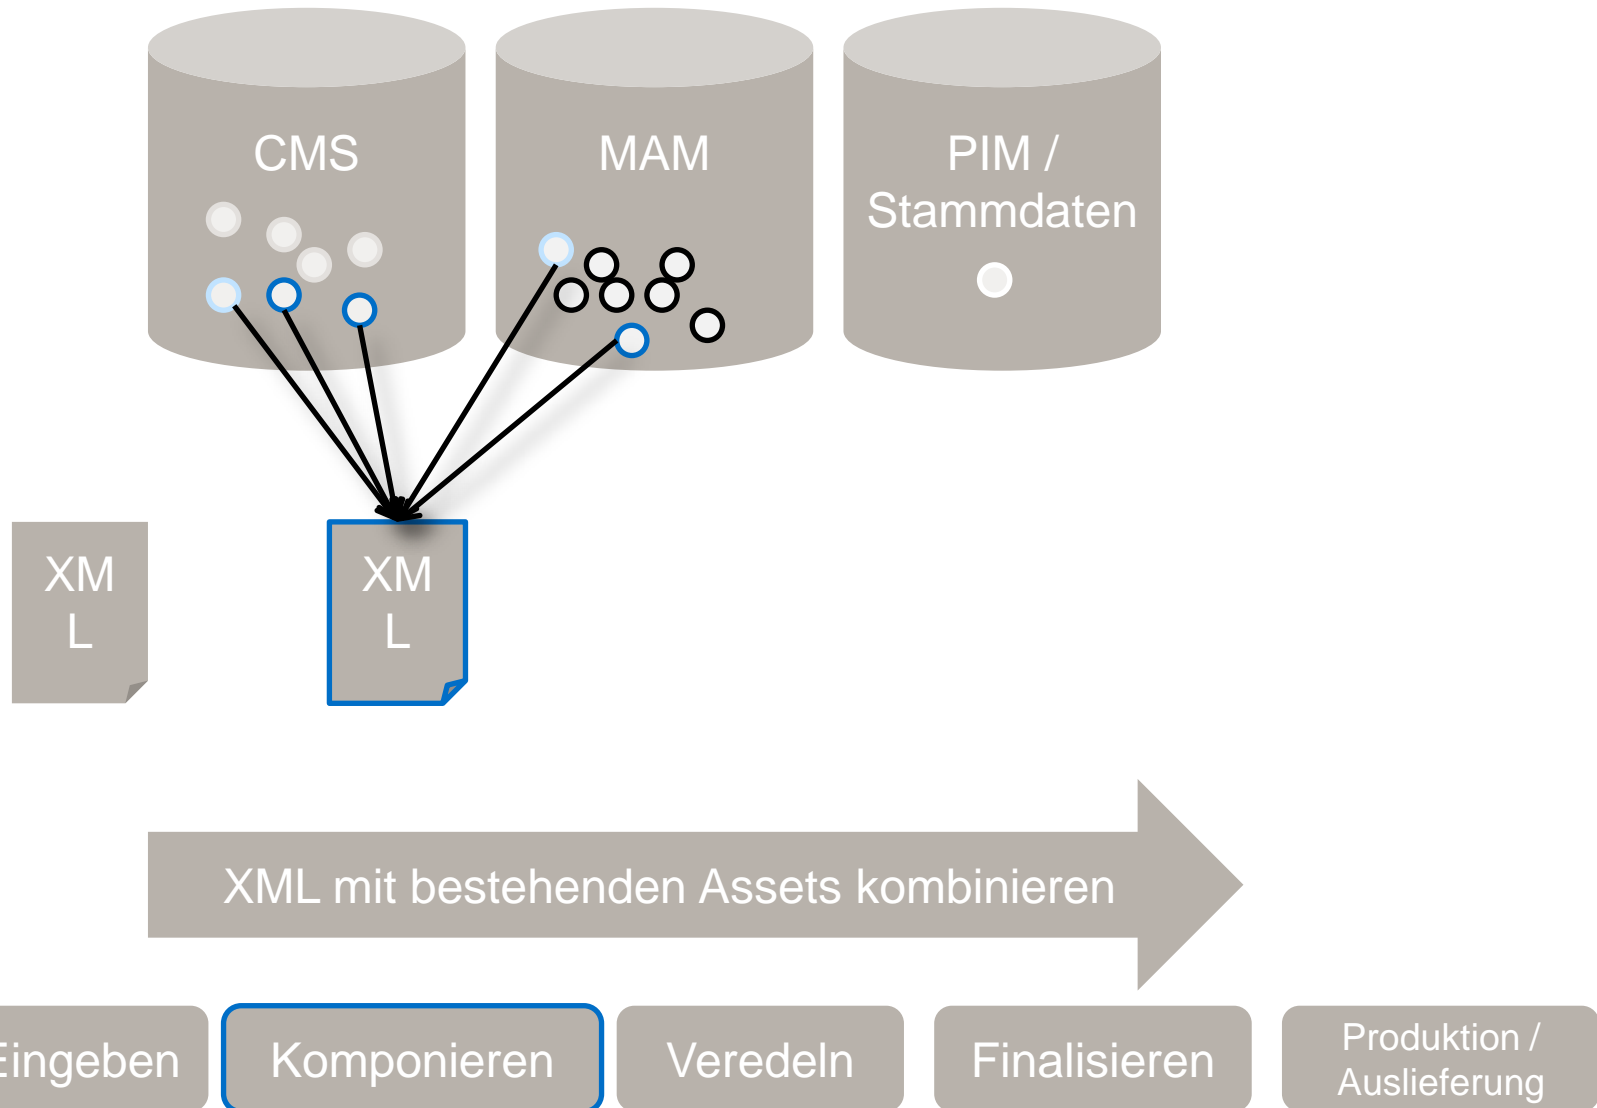 CMS
MAM
PIM /
Stammdaten
XM
L
XM
L
XML mit bestehenden Assets kombinieren
Eingeben
Komponieren
Veredeln
Finalisieren
Produktion /
Auslieferung